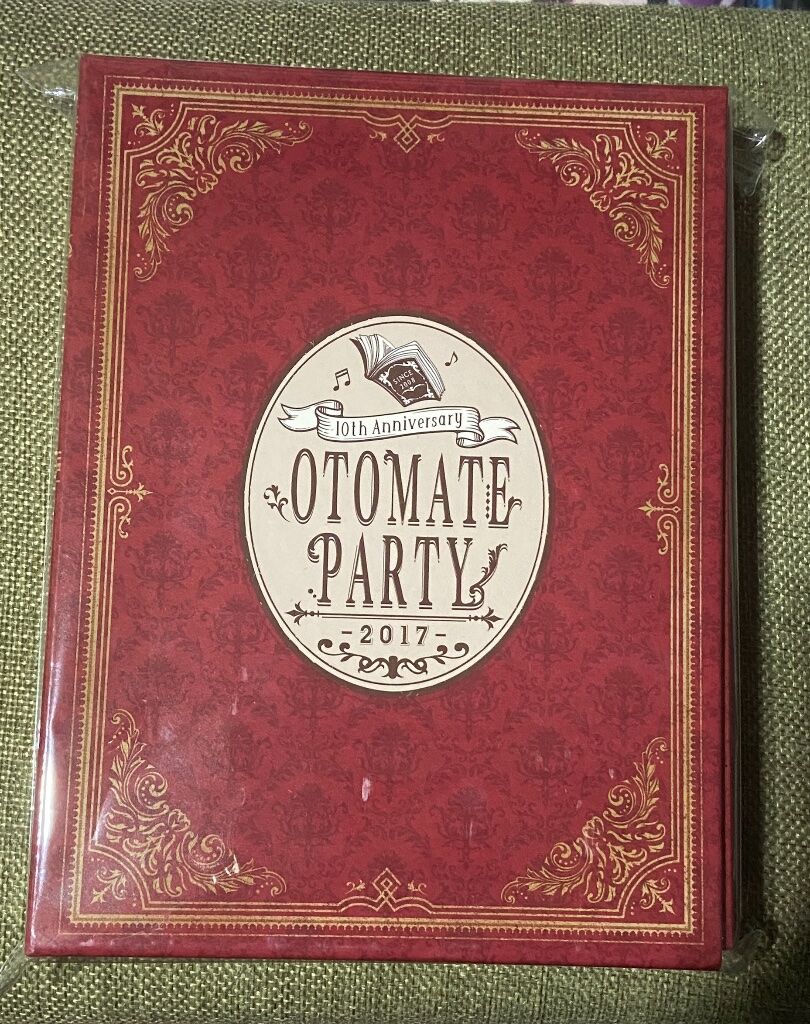 SINCE
2008
10th Anniversary
OTOMATE
PARTY
-2017-